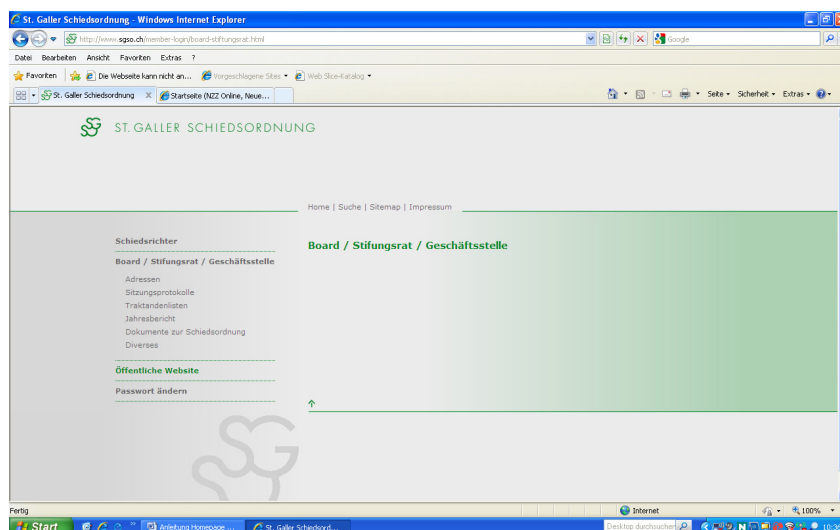 St. Galler Schiedsordnung - Windows Internet Explorer
http://www.sgso.ch/member-login/board-stiftungsrat.html
Google
Datei Bearbeiten Ansicht Favoriten Extras ?
Favoriten Die Webseite kann nicht an... Vorgeschlagene Sites Web Slice-Katalog
St. Galler Schiedsordnung X Startseite (NZZ Online, Neue... Seite Sicherheit Extras
ST. GALLER SCHIEDSORDNUNG
Home | Suche | Sitemap | Impressum
Schiedsrichter
Board / Stifungsrat / Geschäftsstelle
Board / Stifungsrat / Geschäftsstelle
Adressen
Sitzungsprotokolle
Traktandenlisten
Jahresbericht
Dokumente zur Schiedsordnung
Diverses
Öffentliche Website
Passwort ändern
SG
Fertig Internet 100%
Start Anleitung Homepage ... St. Galler Schiedsord... Desktop durchsuchen